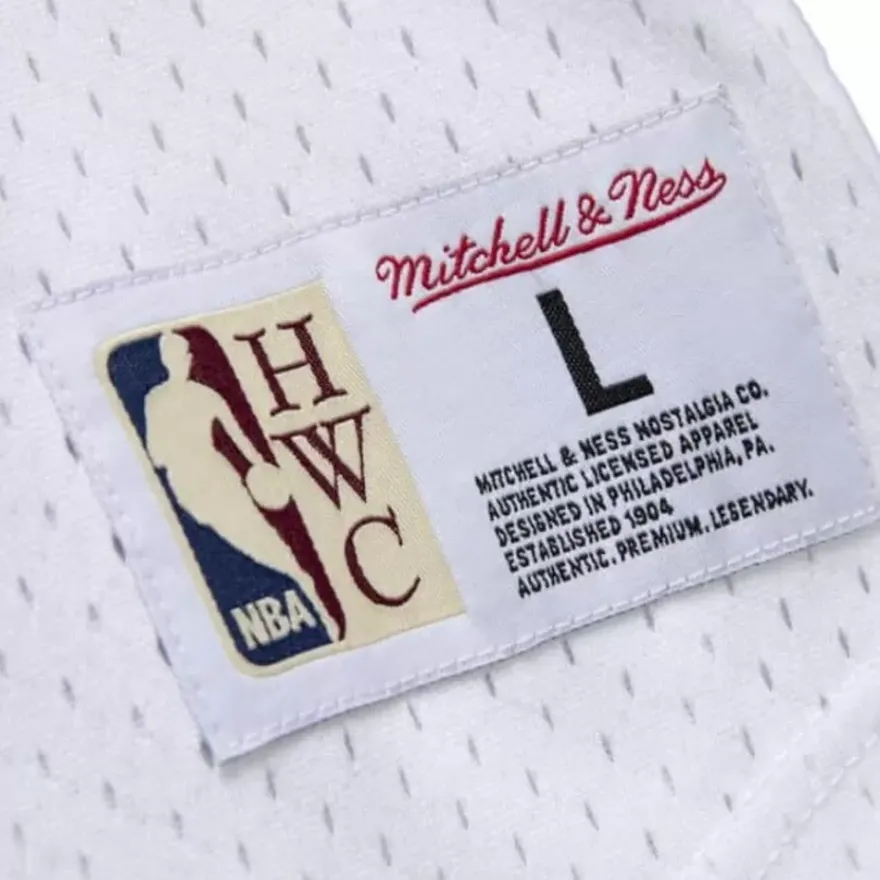 Mitchell & Ness
H
W
C
NBA
L
MITCHELL & NESS NOSTALGIA CO.
AUTHENTIC LICENSED APPAREL
DESIGNED IN PHILADELPHIA, PA.
ESTABLISHED 1904
AUTHENTIC. PREMIUM. LEGENDARY.